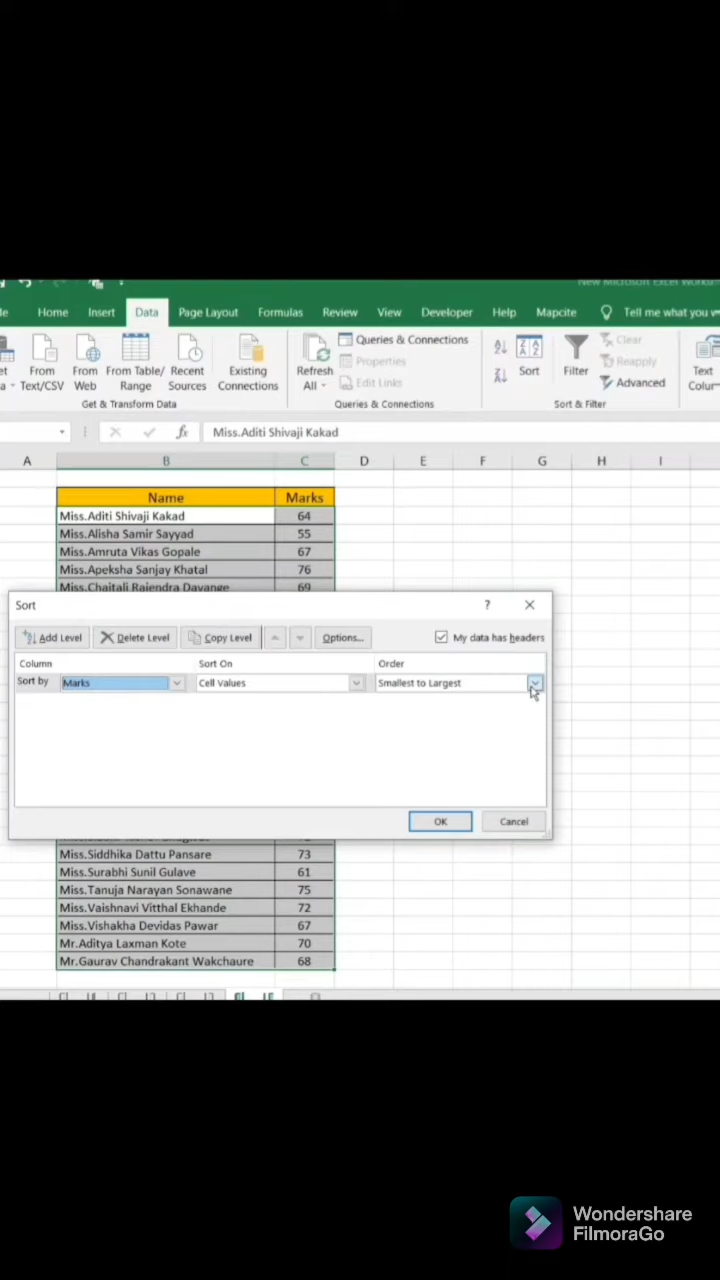 Home Insert Data Page Layout Formulas Review View Developer Help Mapcite Tell me what you
From Text/CSV
From Web
From Table/ Range
Recent Sources
Existing Connections
Refresh All
Queries & Connections
Properties
Edit Links
Sort
Filter
Clear
Reapply
Advanced
Text
Get & Transform Data Queries & Connections Sort & Filter
fx Miss.Aditi Shivaji Kakad
A B C D E F G H I
Name Marks
Miss.Aditi Shivaji Kakad 64
Miss.Alisha Samir Sayyad 55
Miss.Amruta Vikas Gopale 67
Miss.Apeksha Sanjay Khatal 76
Miss.Chaitali Rajendra Davange 69
Sort ?
Add Level Delete Level Copy Level Options... My data has headers
Column Sort On Order
Sort by Marks Cell Values Smallest to Largest
OK Cancel
Miss.Siddhika Dattu Pansare 73
Miss.Surabhi Sunil Gulave 61
Miss.Tanuja Narayan Sonawane 75
Miss.Vaishnavi Vitthal Ekhande 72
Miss.Vishakha Devidas Pawar 67
Mr.Aditya Laxman Kote 70
Mr.Gaurav Chandrakant Wakchaure 68
Wondershare
FilmoraGo